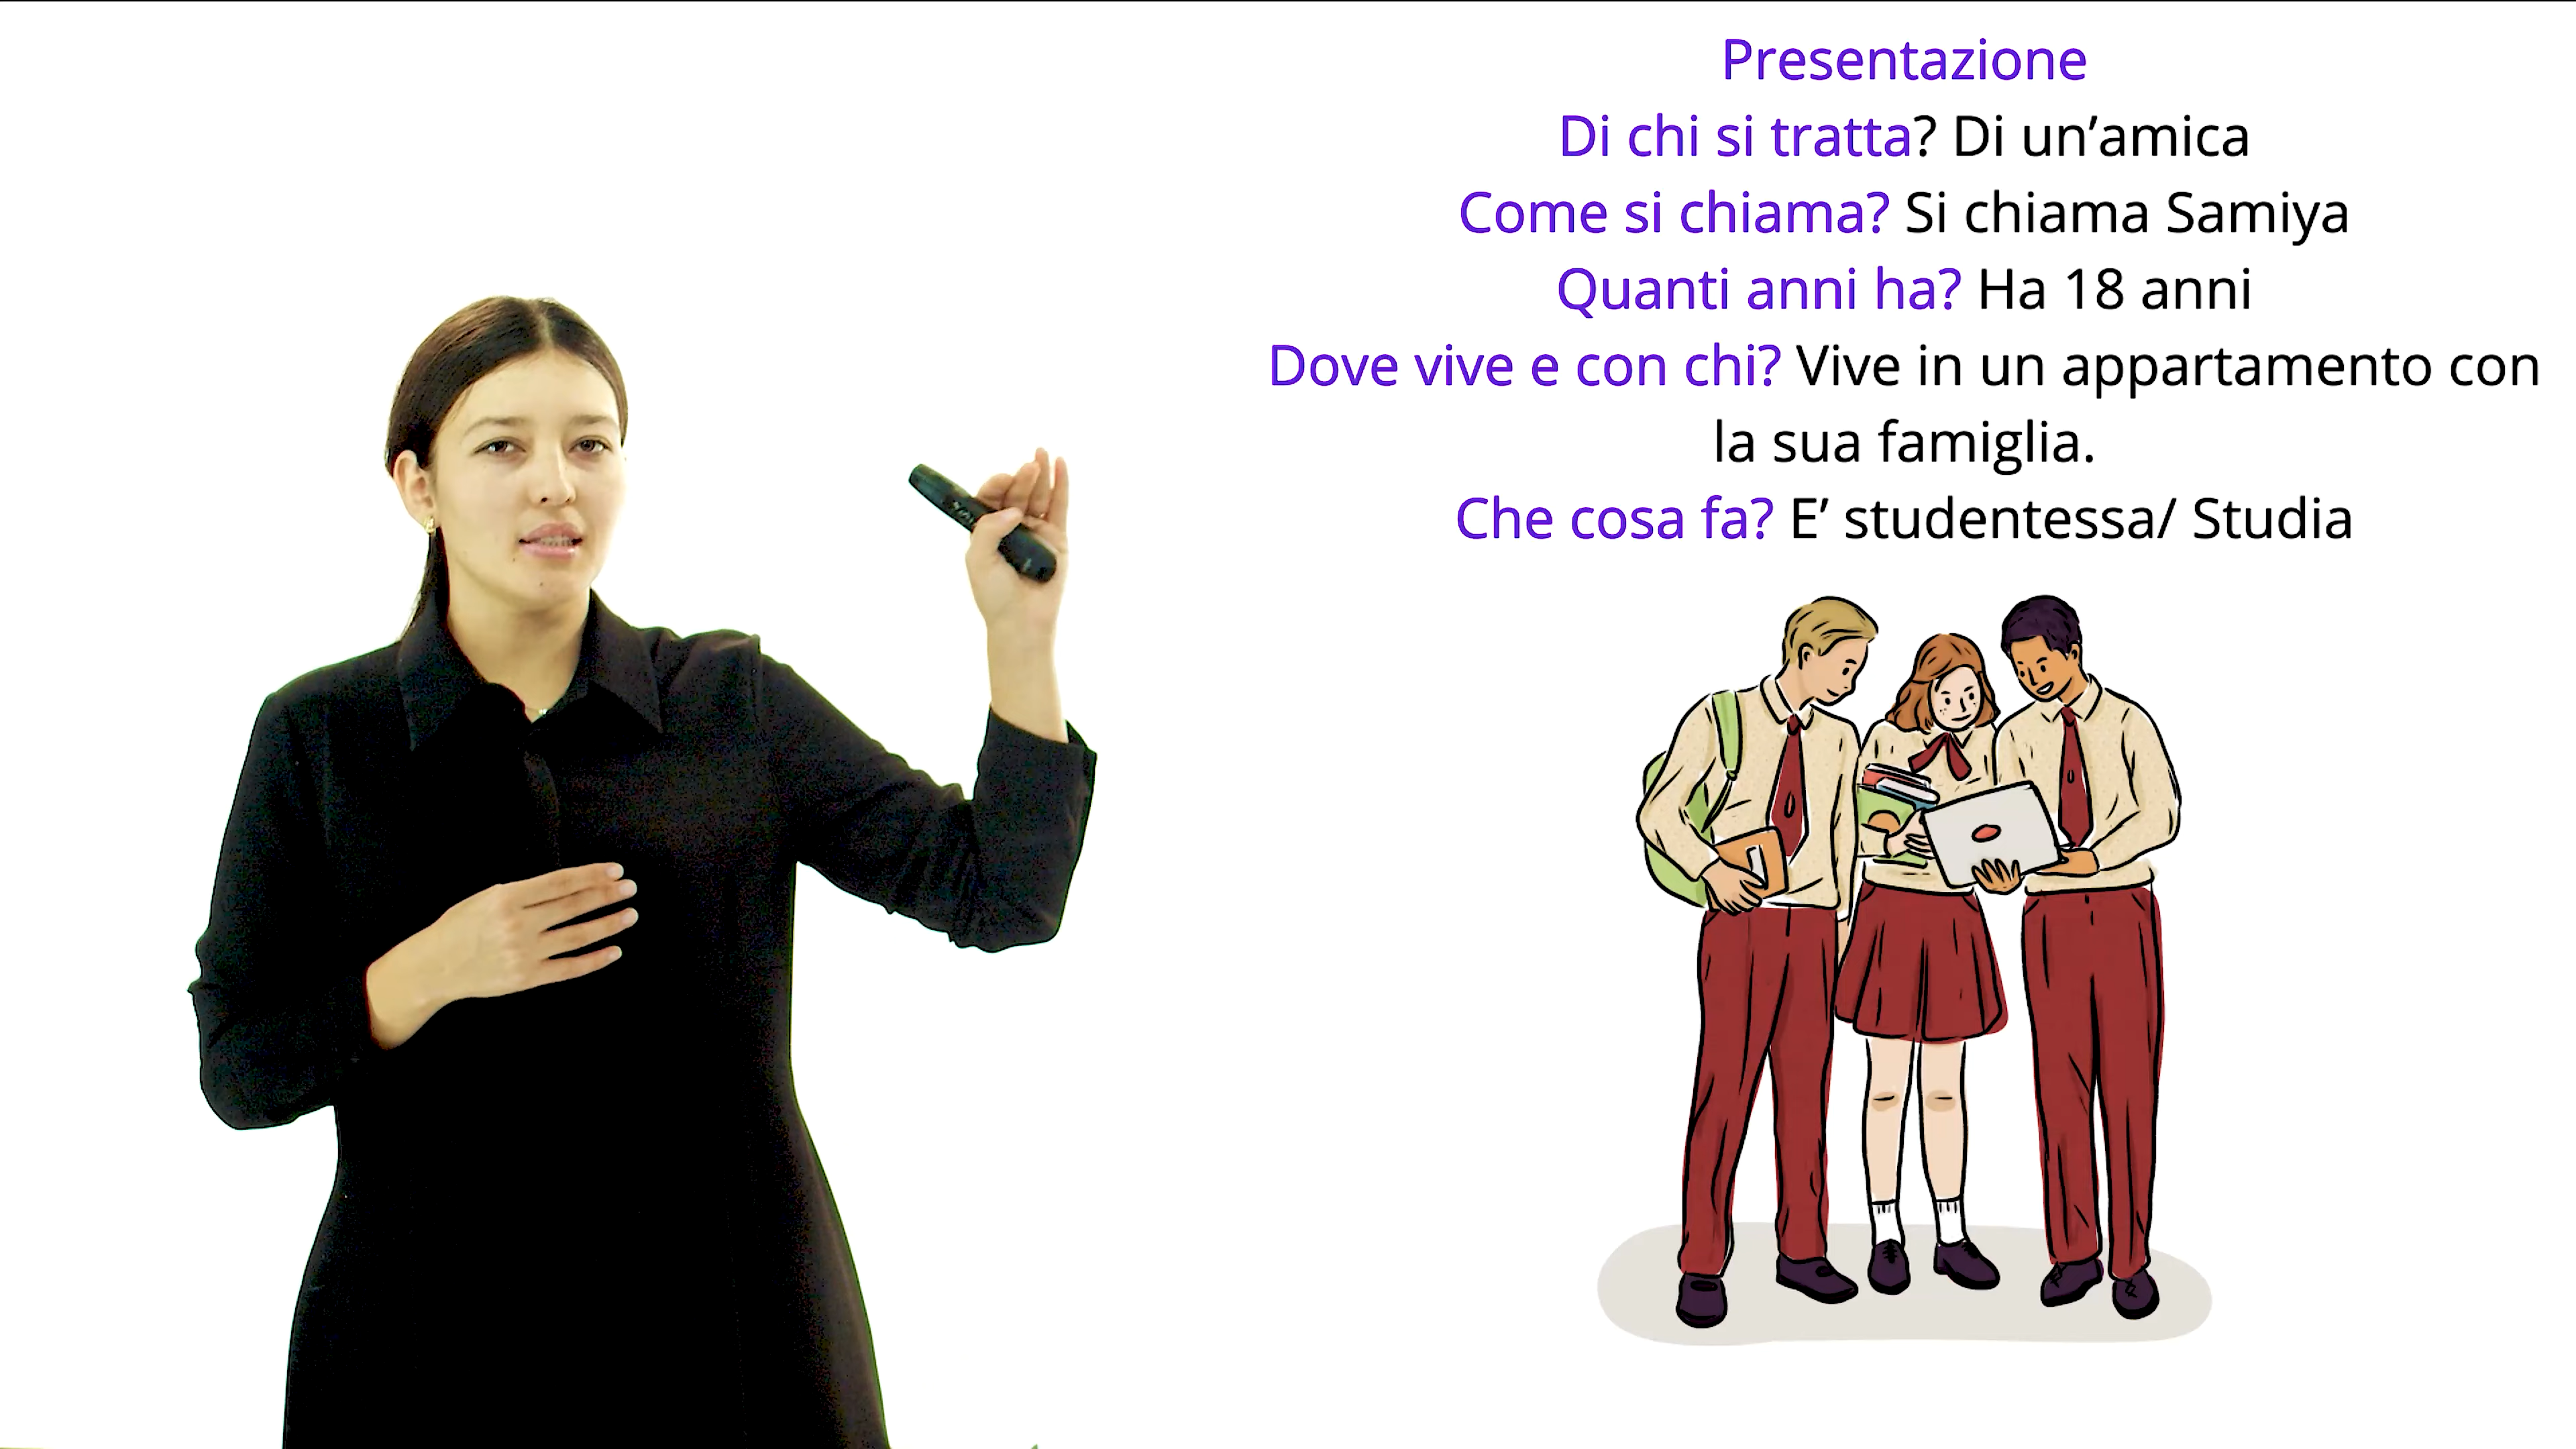 Presentazione
Di chi si tratta? Di un’amica
Come si chiama? Si chiama Samiya
Quanti anni ha? Ha 18 anni
Dove vive e con chi? Vive in un appartamento con
la sua famiglia.
Che cosa fa? E’ studentessa/ Studia